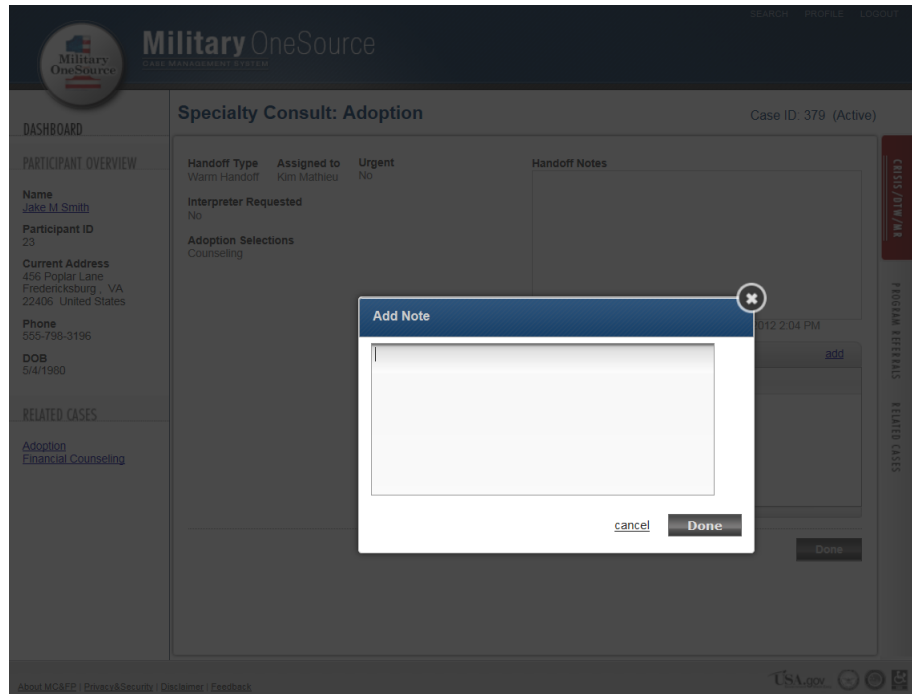 SEARCH PROFILE LOGOUT
Military OneSource
Military OneSource
CASE MANAGEMENT SYSTEM
DASHBOARD
Specialty Consult: Adoption
Case ID: 379 (Active)
PARTICIPANT OVERVIEW
Name
Jake M Smith
Participant ID
23
Current Address
456 Poplar Lane
Fredericksburg , VA
22406 United States
Phone
555-798-3196
DOB
5/4/1980
RELATED CASES
Adoption
Financial Counseling
Handoff Type Assigned to Urgent
Warm Handoff Kim Mathieu No
Interpreter Requested
No
Adoption Selections
Counseling
Handoff Notes
2012 2:04 PM
add
Add Note
cancel Done
Done
CRISIS/DTW/MR
PROGRAM REFERRALS
RELATED CASES
About MC&FP | Privacy&Security | Disclaimer | Feedback
USA.gov